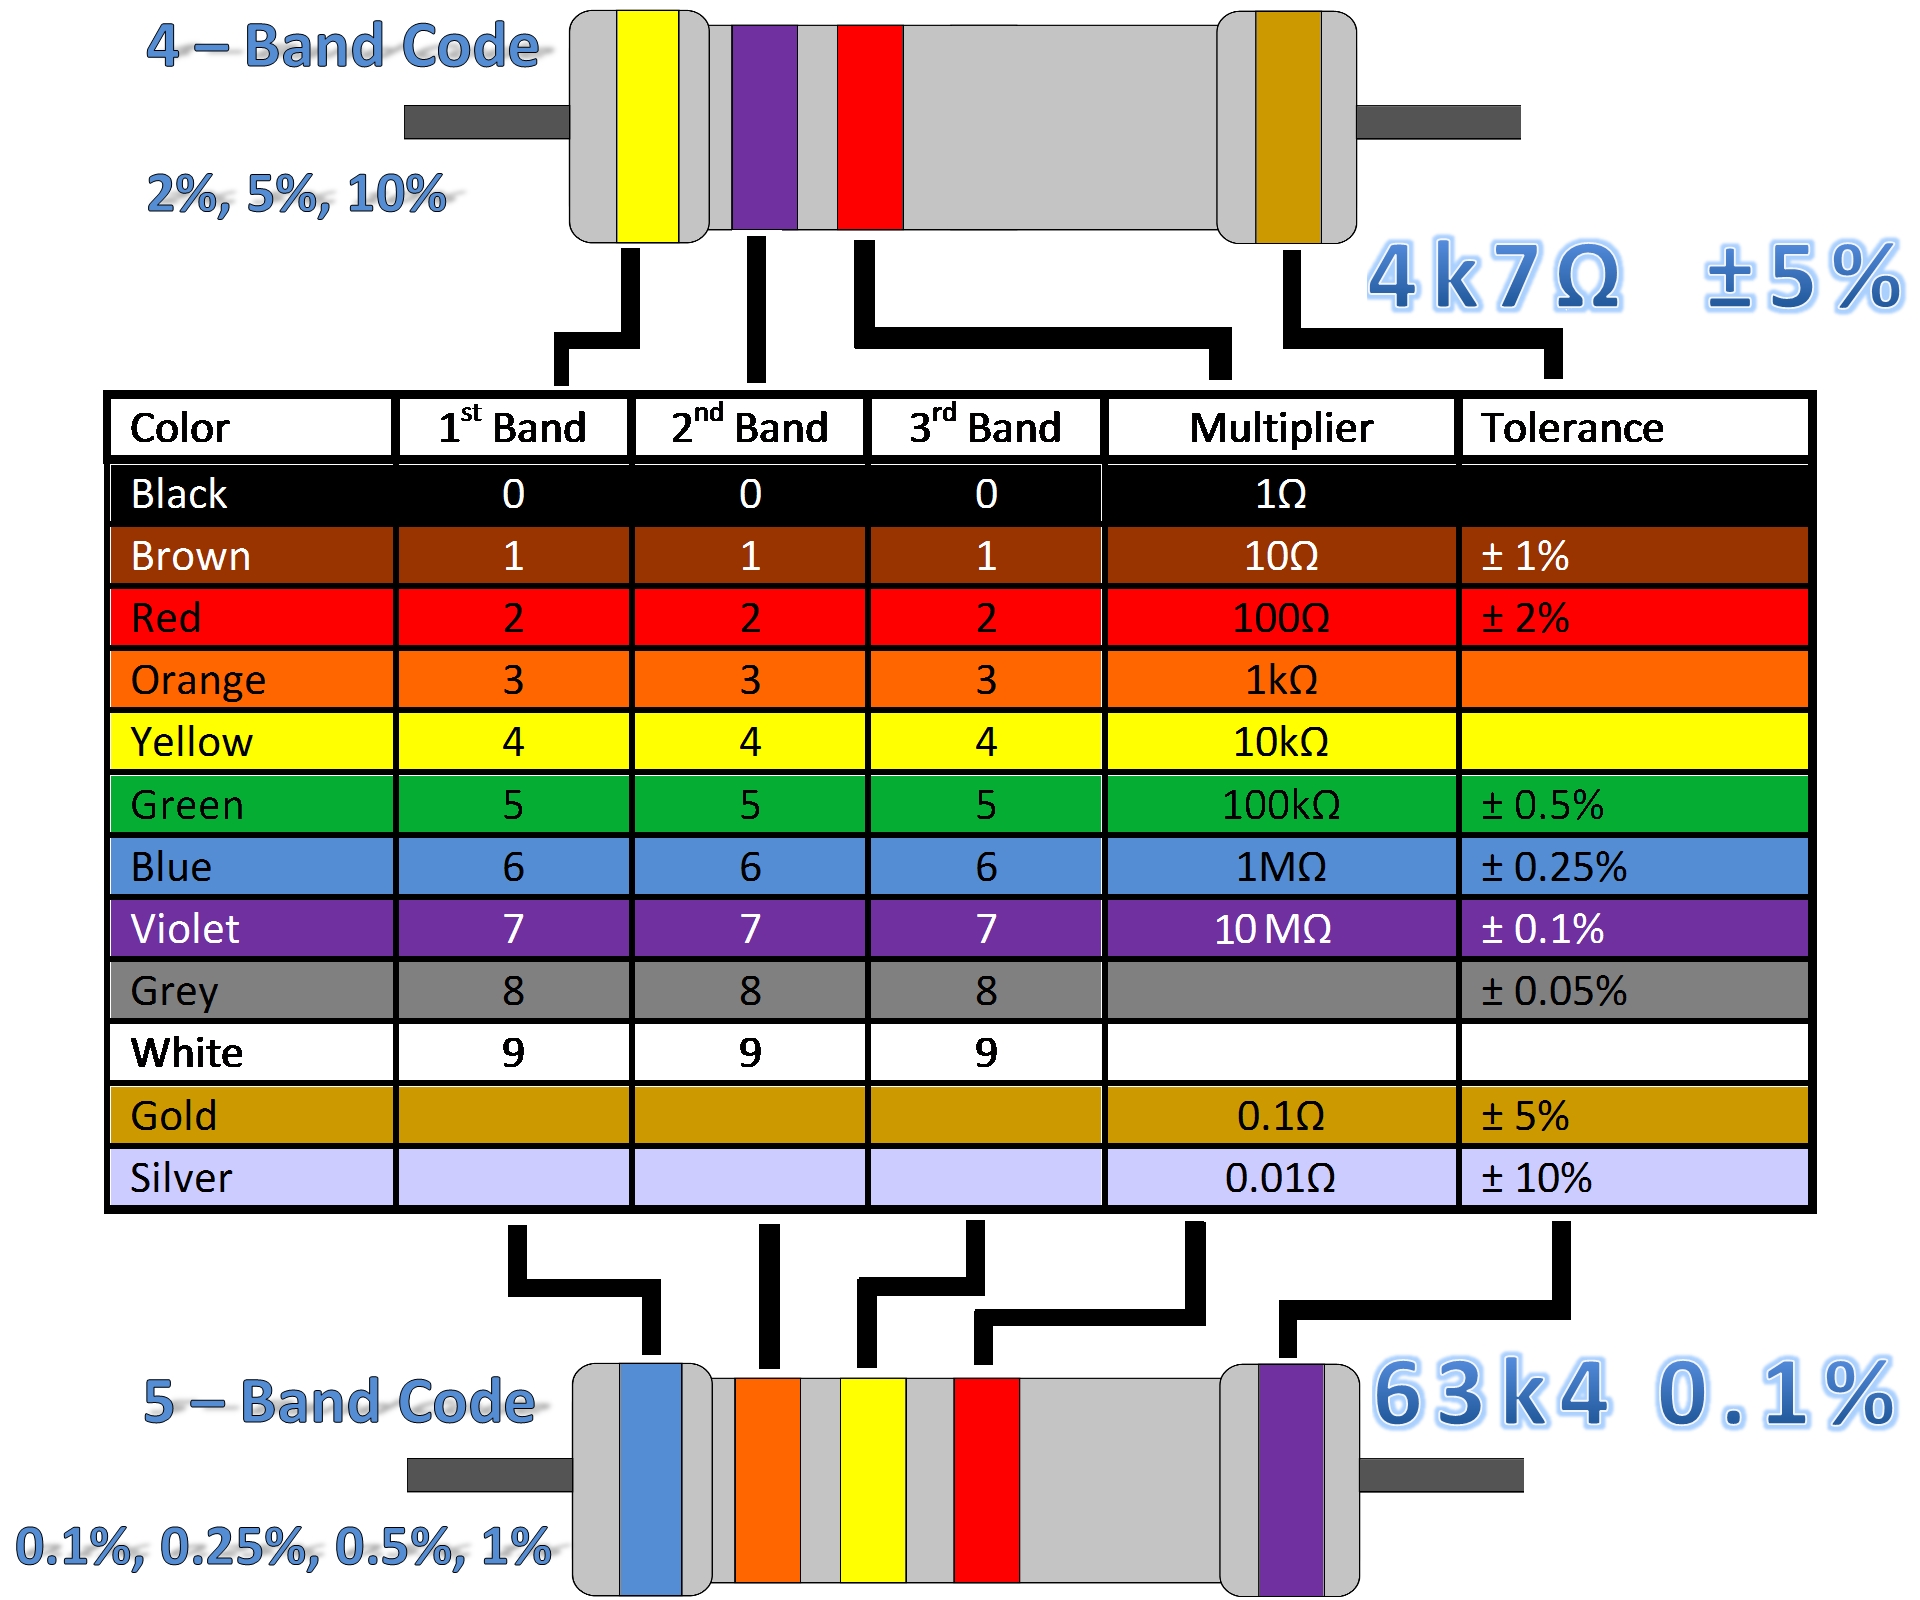 4 – Band Code
2%, 5%, 10%
4k7Ω ±5%
Color 1st Band 2nd Band 3rd Band Multiplier Tolerance
Black 0 0 0 1Ω
Brown 1 1 1 10Ω ± 1%
Red 2 2 2 100Ω ± 2%
Orange 3 3 3 1kΩ
Yellow 4 4 4 10kΩ
Green 5 5 5 100kΩ ± 0.5%
Blue 6 6 6 1MΩ ± 0.25%
Violet 7 7 7 10 MΩ ± 0.1%
Grey 8 8 8 ± 0.05%
White 9 9 9
Gold 0.1Ω ± 5%
Silver 0.01Ω ± 10%
5 – Band Code
63k4 0.1%
0.1%, 0.25%, 0.5%, 1%